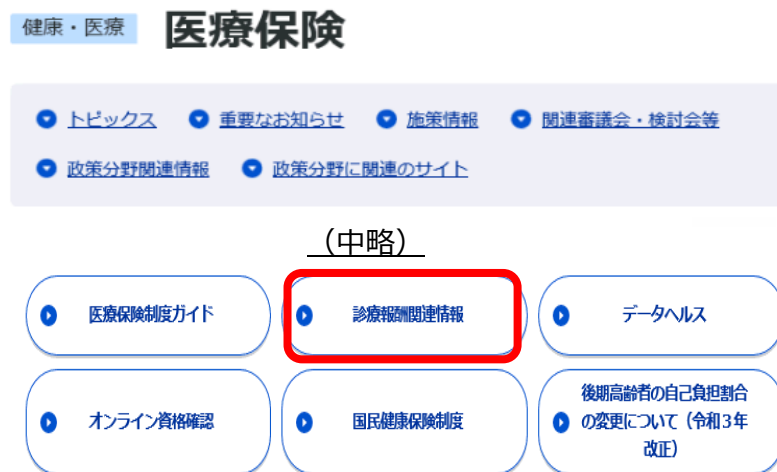 健康・医療 医療保険
トピックス 重要なお知らせ 施策情報 関連審議会・検討会等
政策分野関連情報 政策分野に関連のサイト
（中略）
医療保険制度ガイド 診療報酬関連情報 データヘルス
オンライン資格確認 国民健康保険制度 後期高齢者の自己負担割合
の変更について（令和3年
改正）